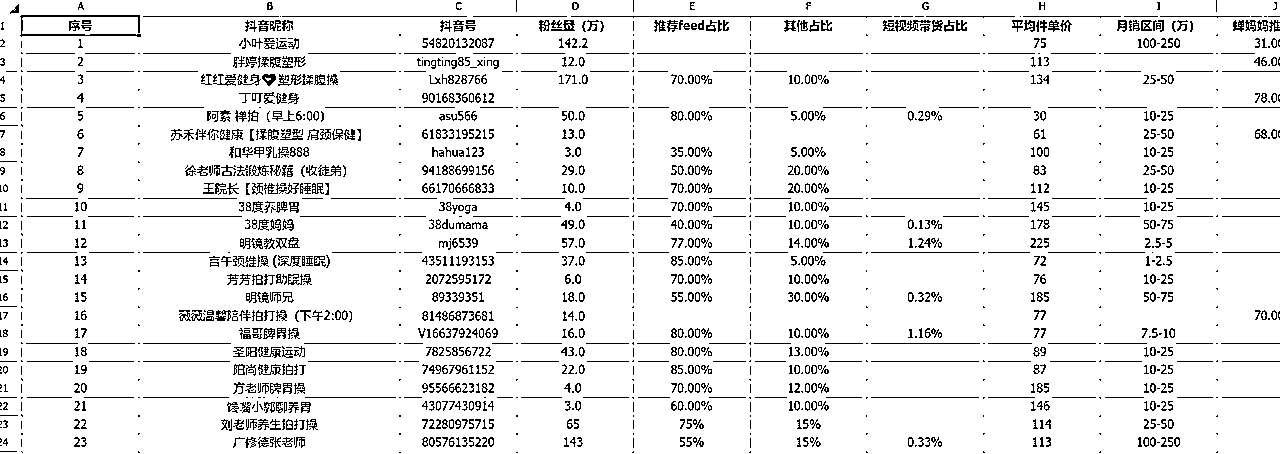 A B C D E F G H I J
1 序号 抖音昵称 抖音号 粉丝量（万） 推荐feed占比 其他占比 短视频带货占比 平均件单价 月销区间（万） 蝉妈妈推
2 1 小叶爱运动 54820132087 142.2 75 100-250 31.00
3 2 胖婷揉腹塑形 tingting85_xing 12.0 113 46.00
4 3 红红爱健身❤塑形揉腹操 Lxh828766 171.0 70.00% 10.00% 134 25-50
5 4 丁叮爱健身 90168360612 78.00
6 5 阿素 禅拍（早上6:00） asu566 50.0 80.00% 5.00% 0.29% 30 10-25
7 6 苏禾伴你健康【揉腹塑型 肩颈保健】 61833195215 13.0 61 25-50 68.00
8 7 和华甲乳操888 hahua123 3.0 35.00% 5.00% 100 10-25
9 8 徐老师古法锻炼秘籍（收徒弟） 94188699156 29.0 50.00% 20.00% 83 25-50
10 9 王院长【颈椎操好睡眠】 66170666833 10.0 70.00% 20.00% 112 10-25
11 10 38度养脾胃 38yoga 4.0 70.00% 10.00% 145 10-25
12 11 38度妈妈 38dumama 49.0 40.00% 10.00% 0.13% 178 50-75
13 12 明镜教双盘 mj6539 57.0 77.00% 14.00% 1.24% 225 2.5-5
14 13 言午颈椎操 (深度睡眠) 43511193153 37.0 85.00% 5.00% 72 1-2.5
15 14 芳芳拍打助眠操 2072595172 6.0 70.00% 10.00% 76 10-25
16 15 明镜师兄 89339351 18.0 55.00% 30.00% 0.32% 185 50-75
17 16 薇薇温馨陪伴拍打操（下午2:00） 81486873681 14.0 77 70.00
18 17 福哥脾胃操 V16637924069 16.0 80.00% 10.00% 1.16% 77 7.5-10
19 18 圣阳健康运动 7825856722 43.0 80.00% 13.00% 89 10-25
20 19 阳尚健康拍打 74967961152 22.0 85.00% 10.00% 87 10-25
21 20 方老师脾胃操 95566623182 4.0 70.00% 12.00% 185 10-25
22 21 馋嘴小郭聊养胃 43077430914 3.0 60.00% 10.00% 146 10-25
23 22 刘老师养生拍打操 72280975715 65 75% 15% 114 25-50
24 23 广修德张老师 80576135220 143 55% 15% 0.33% 113 100-250